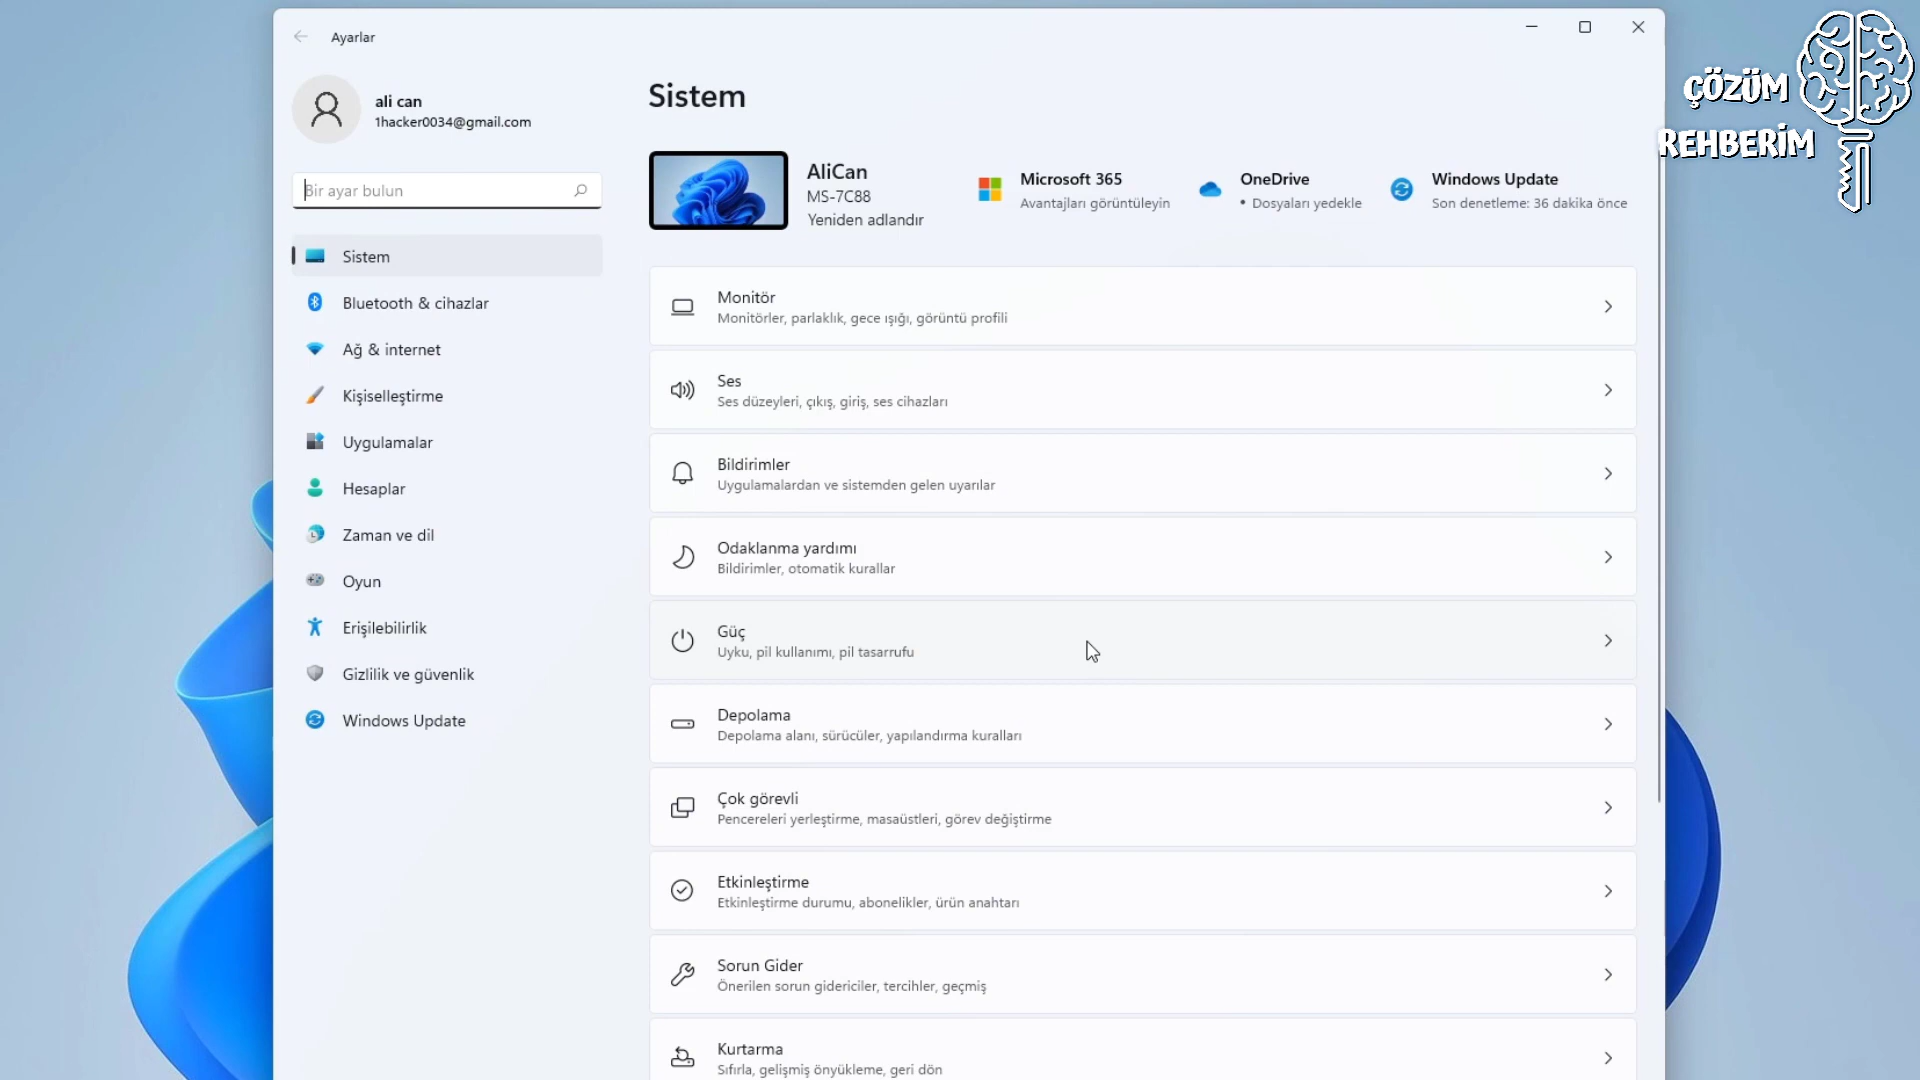 Ayarlar
ali can
1hacker0034@gmail.com
Bir ayar bulun
Sistem
Bluetooth & cihazlar
Ağ & internet
Kişiselleştirme
Uygulamalar
Hesaplar
Zaman ve dil
Oyun
Erişilebilirlik
Gizlilik ve güvenlik
Windows Update
Sistem
AliCan
MS-7C88
Yeniden adlandır
Microsoft 365
Avantajları görüntüleyin
OneDrive
• Dosyaları yedekle
Windows Update
Son denetleme: 36 dakika önce
Monitör
Monitörler, parlaklık, gece ışığı, görüntü profili
Ses
Ses düzeyleri, çıkış, giriş, ses cihazları
Bildirimler
Uygulamalardan ve sistemden gelen uyarılar
Odaklanma yardımı
Bildirimler, otomatik kurallar
Güç
Uyku, pil kullanımı, pil tasarrufu
Depolama
Depolama alanı, sürücüler, yapılandırma kuralları
Çok görevli
Pencereleri yerleştirme, masaüstleri, görev değiştirme
Etkinleştirme
Etkinleştirme durumu, abonelikler, ürün anahtarı
Sorun Gider
Önerilen sorun gidericiler, tercihler, geçmiş
Kurtarma
Sıfırla, gelişmiş önyükleme, geri dön
ÇÖZÜM
REHBERİM